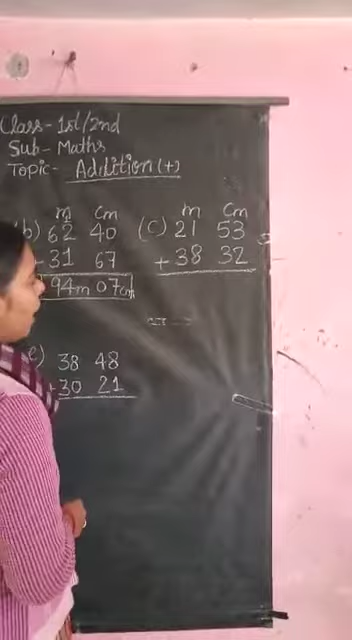 Class- 1st/2nd
Sub- Maths
Topic- Addition (+)
b) m cm (c) m cm
62 40 21 53
31 67 + 38 32
94m 07cm
e) 38 48
+30 21